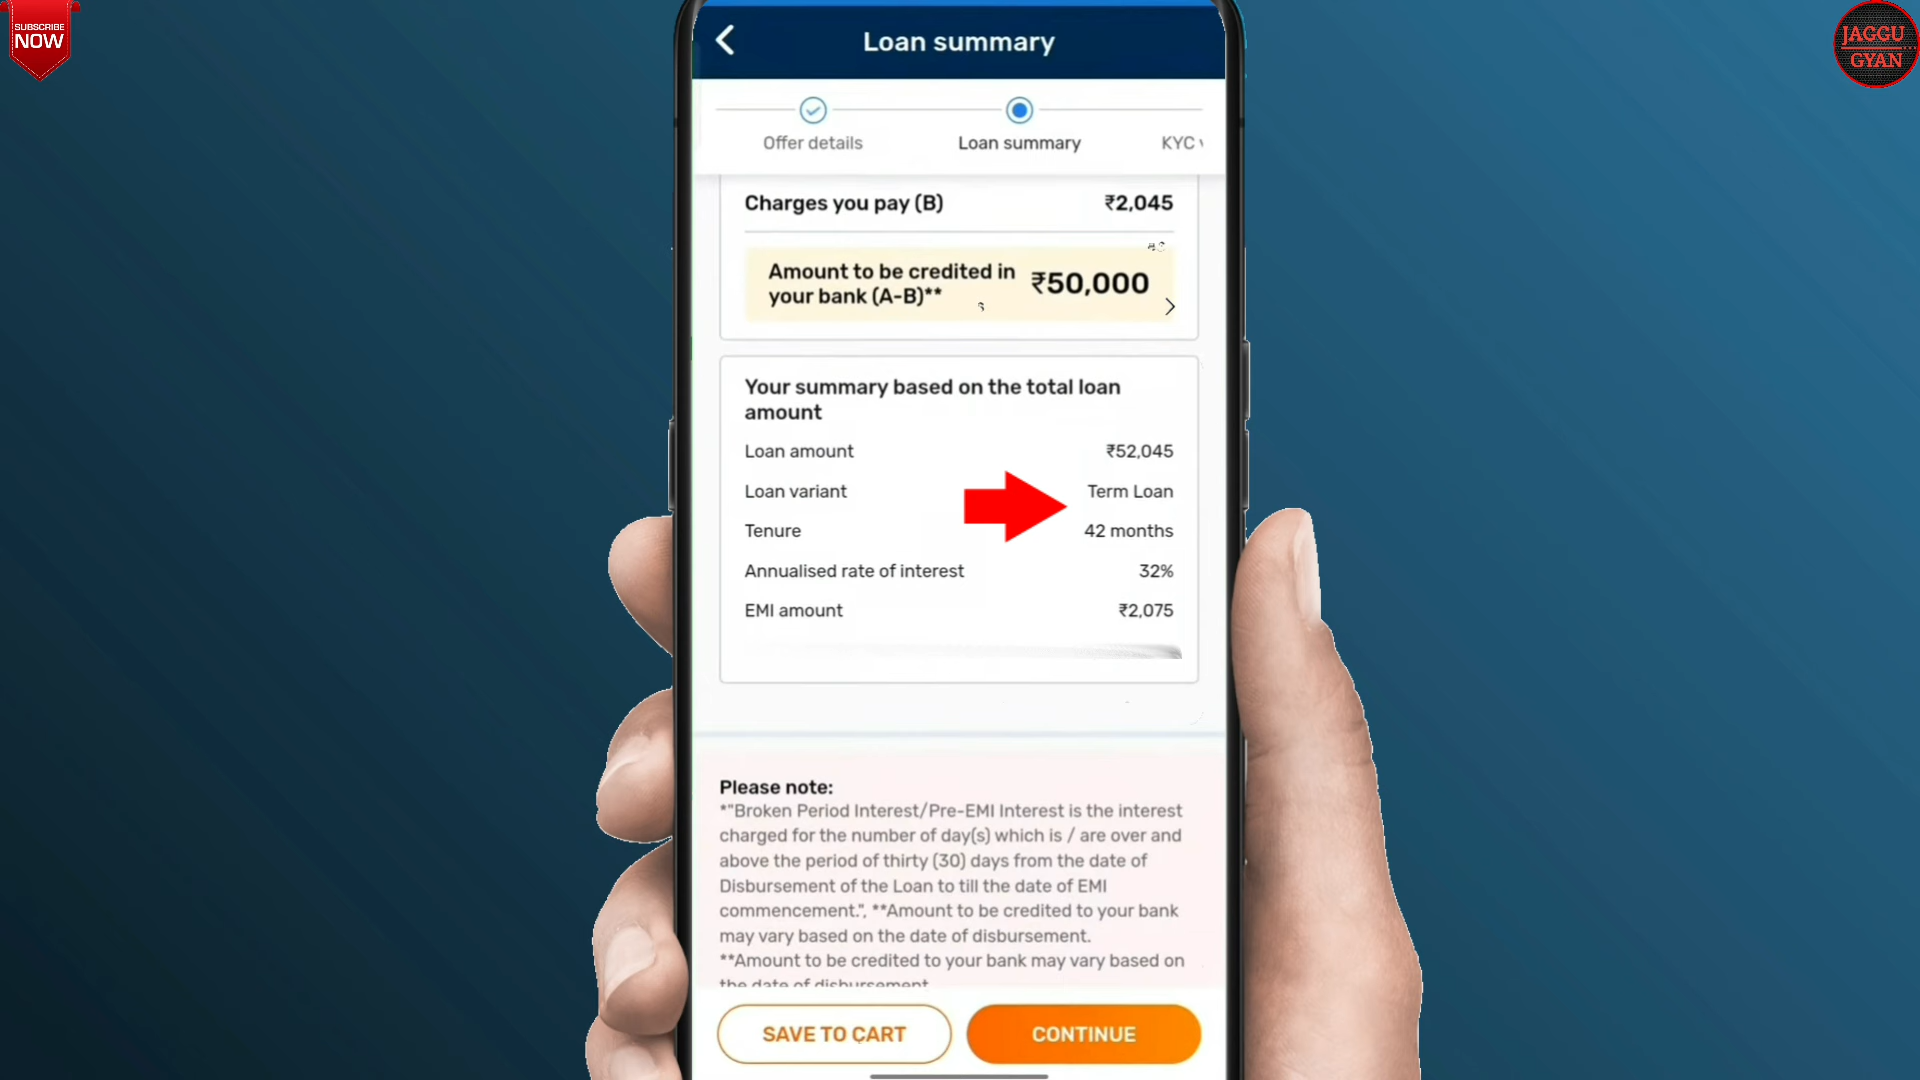 SUBSCRIBE
NOW
JAGGU
GYAN
Loan summary
Offer details
Loan summary
KYC
Charges you pay (B) ₹2,045
Amount to be credited in
your bank (A-B)** ₹50,000
Your summary based on the total loan
amount
Loan amount ₹52,045
Loan variant Term Loan
Tenure 42 months
Annualised rate of interest 32%
EMI amount ₹2,075
Please note:
*"Broken Period Interest/Pre-EMI Interest is the interest
charged for the number of day(s) which is / are over and
above the period of thirty (30) days from the date of
Disbursement of the Loan to till the date of EMI
commencement.", **Amount to be credited to your bank
may vary based on the date of disbursement.
**Amount to be credited to your bank may vary based on
the date of disbursement
SAVE TO CART
CONTINUE